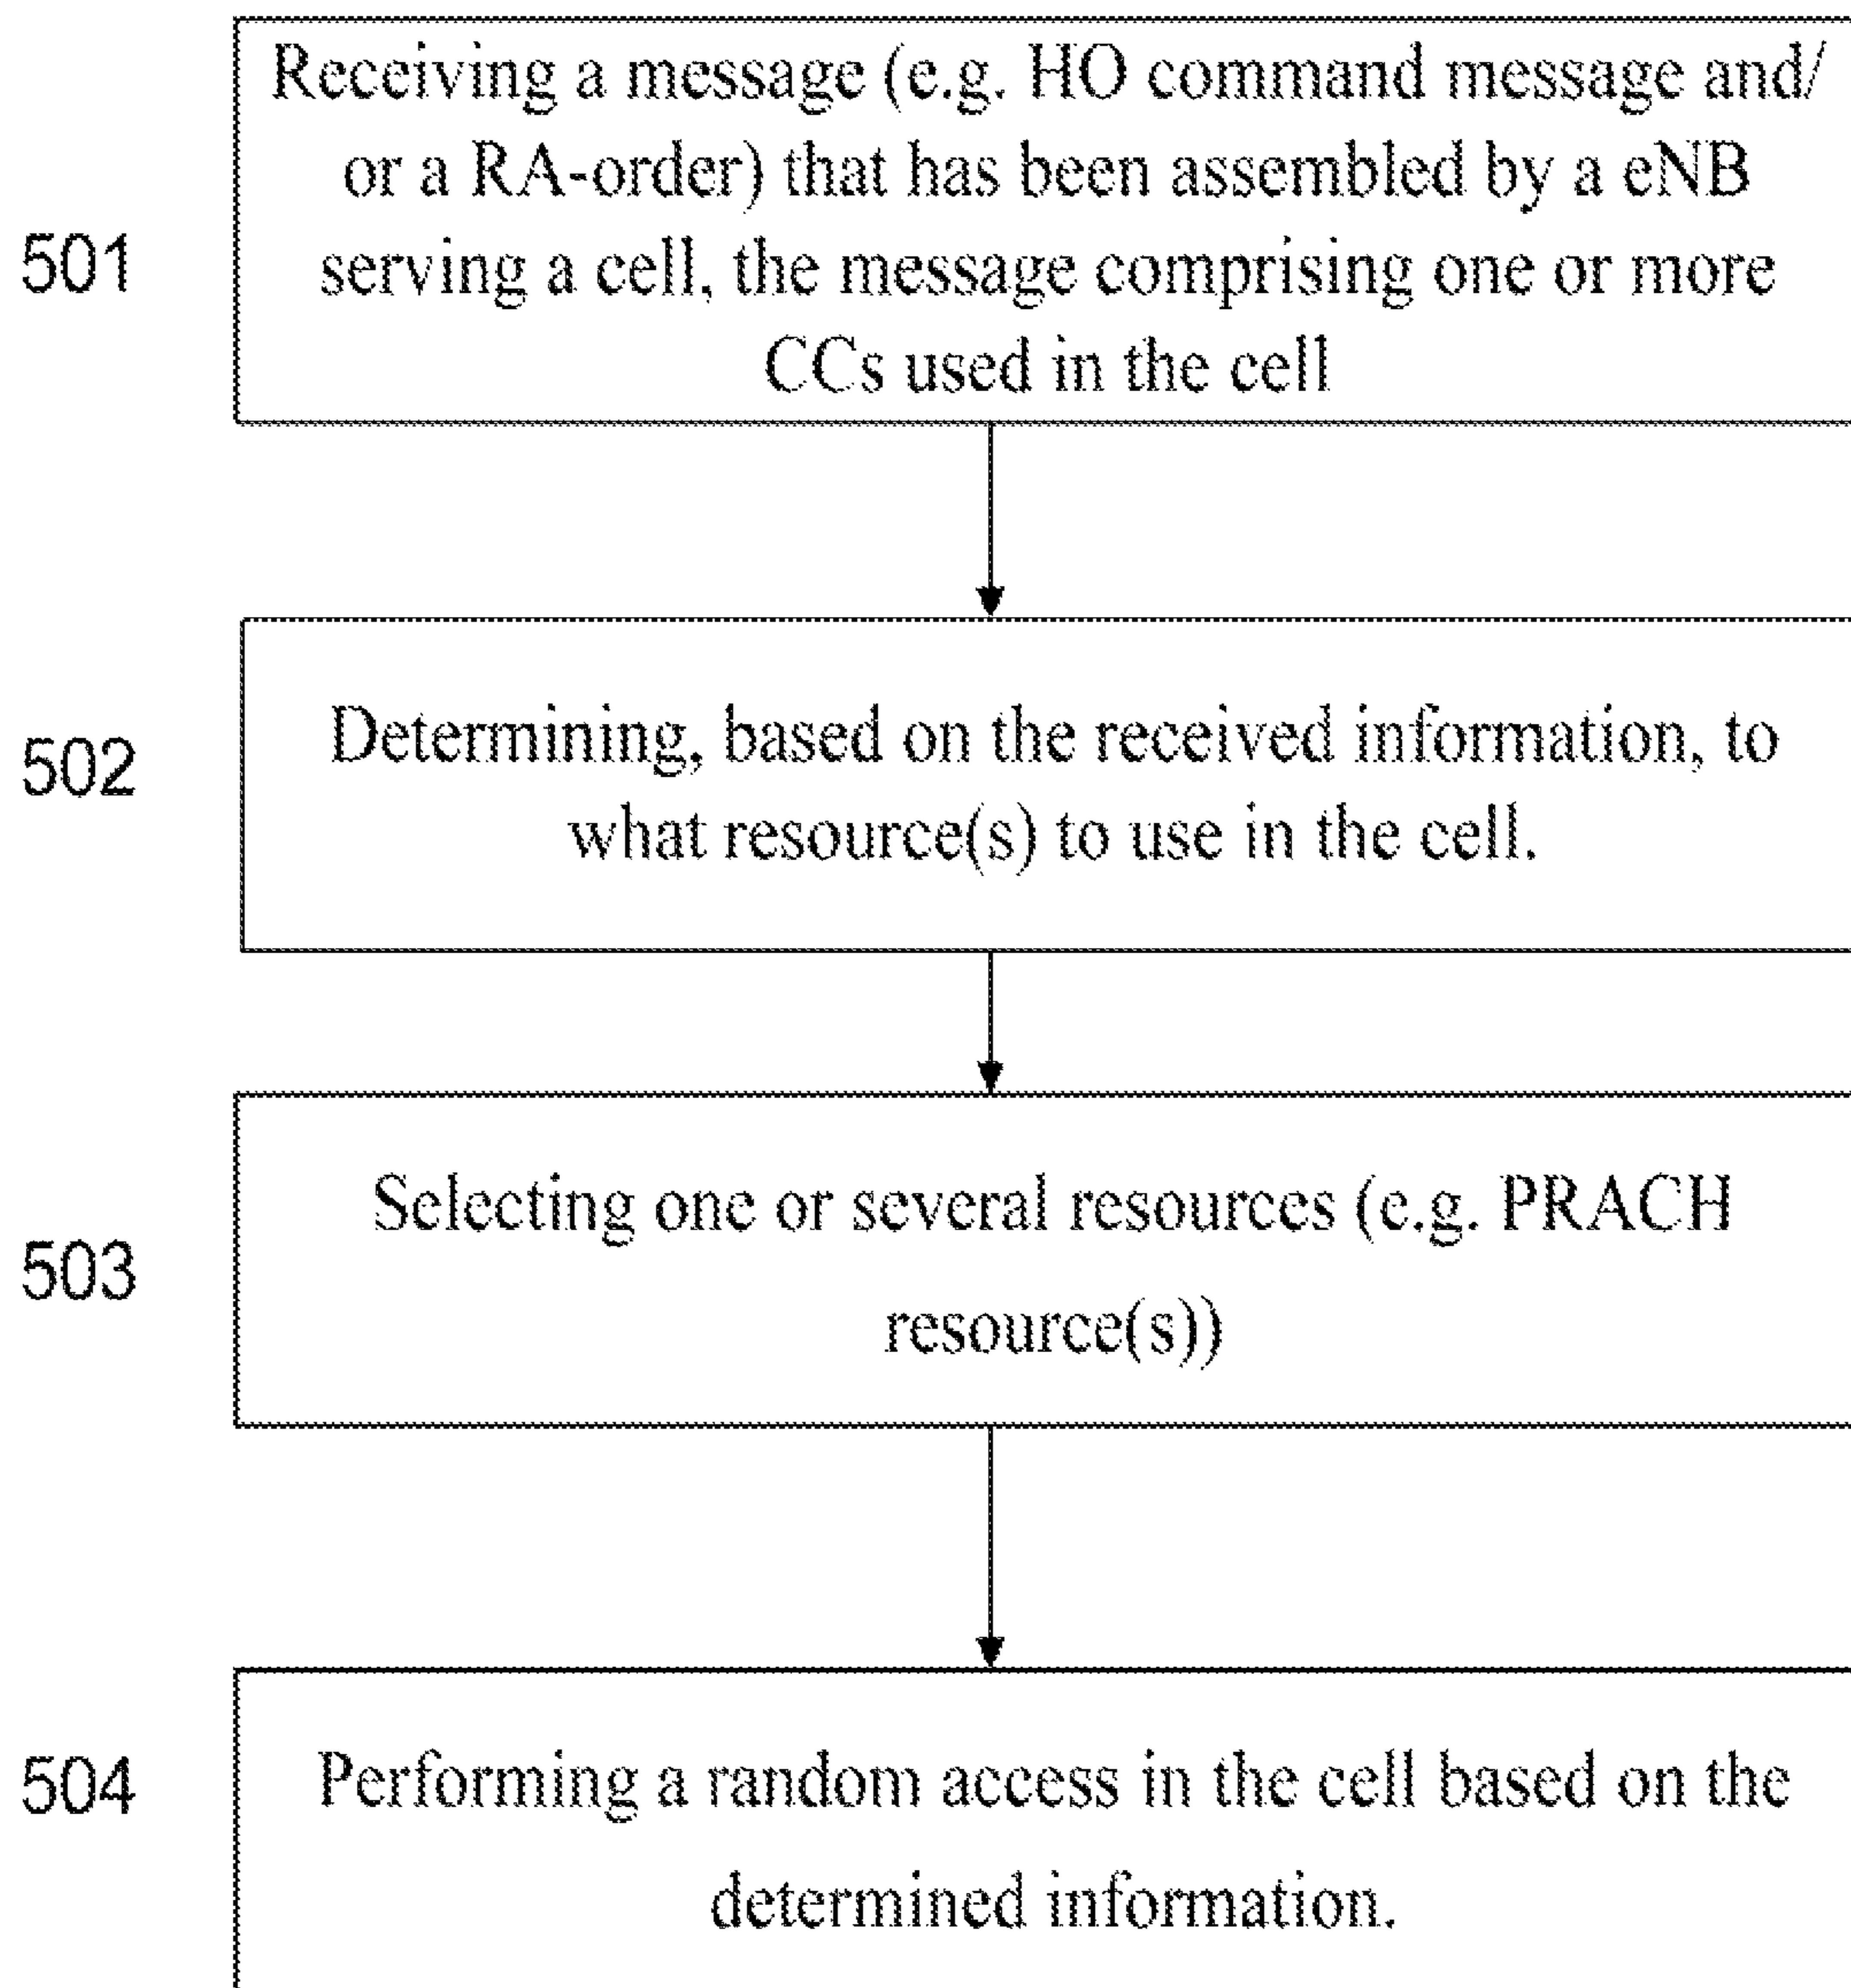 Receiving a message (e.g. HO command message and/
or a RA-order) that has been assembled by a eNB
501
serving a cell, the message comprising one or more
CCs used in the cell
Determining, based on the received information, to
502
what resource(s) to use in the cell.
Selecting one or several resources (e.g. PRACH
503
resource(s))
504
Performing a random access in the cell based on the
determined information.